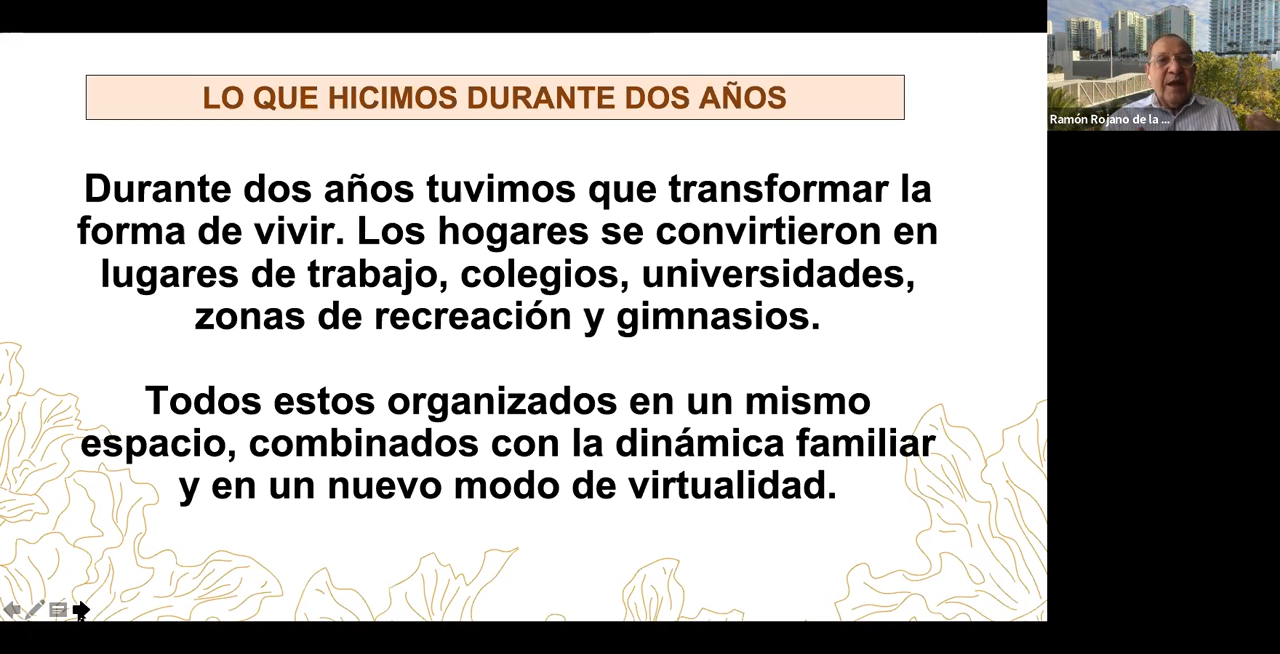 LO QUE HICIMOS DURANTE DOS AÑOS
Durante dos años tuvimos que transformar la
forma de vivir. Los hogares se convirtieron en
lugares de trabajo, colegios, universidades,
zonas de recreación y gimnasios.
Todos estos organizados en un mismo
espacio, combinados con la dinámica familiar
y en un nuevo modo de virtualidad.
Ramón Rojano de la ...